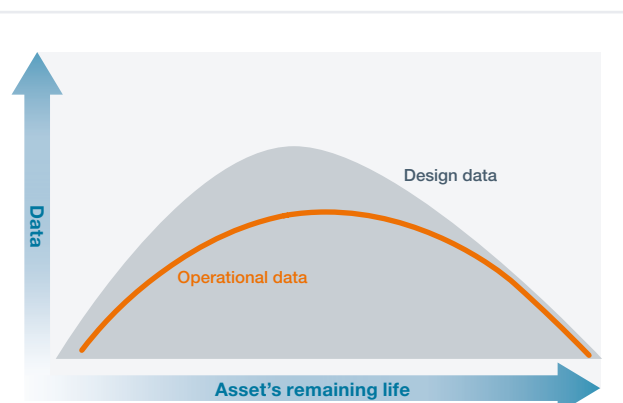 Design data
Data
Operational data
Asset's remaining life